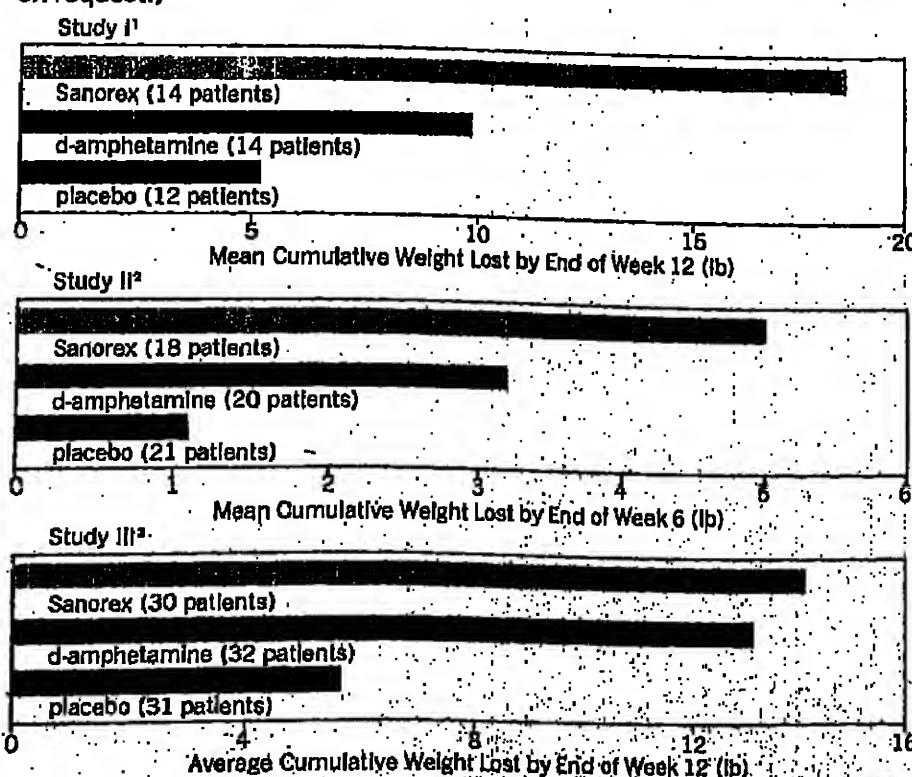 on request.)
Study I¹
Sanorex (14 patients)
d-amphetamine (14 patients)
placebo (12 patients)
0 5 10 15 20
Mean Cumulative Weight Lost by End of Week 12 (lb)
Study II²
Sanorex (18 patients)
d-amphetamine (20 patients)
placebo (21 patients)
0 1 2 3 4 5 6
Mean Cumulative Weight Lost by End of Week 6 (lb)
Study III³
Sanorex (30 patients)
d-amphetamine (32 patients)
placebo (31 patients)
0 4 8 12 16
Average Cumulative Weight Lost by End of Week 12 (lb)